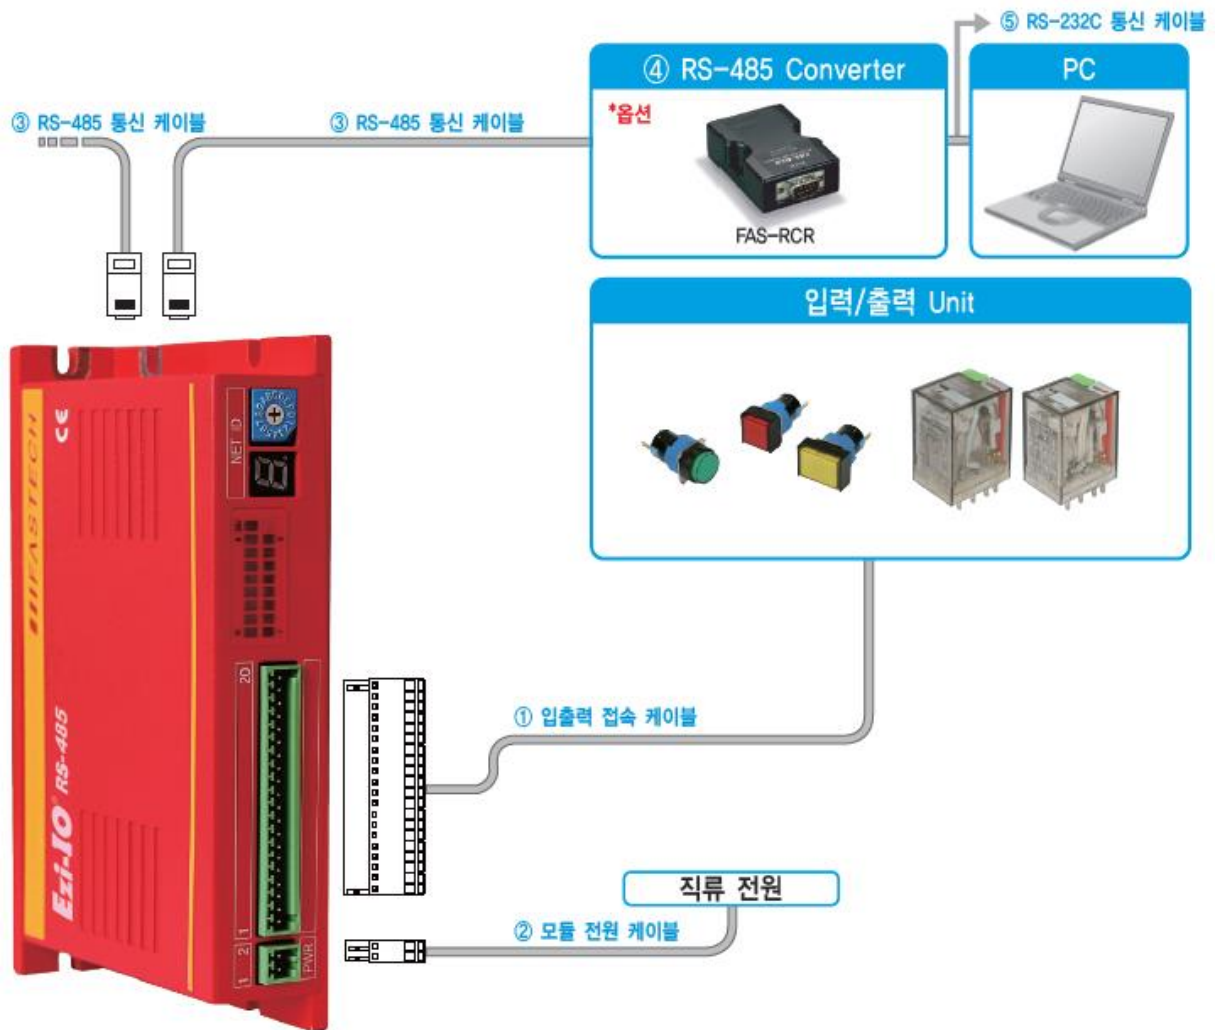 ⑤ RS-232C 통신 케이블
④ RS-485 Converter
PC
*옵션
③ RS-485 통신 케이블
③ RS-485 통신 케이블
FAS-RCR
입력/출력 Unit
CE
NET ID
FASTECH
20
Ezi-IO® RS-485
① 입출력 접속 케이블
1
직류 전원
② 모듈 전원 케이블
2
1
PWR